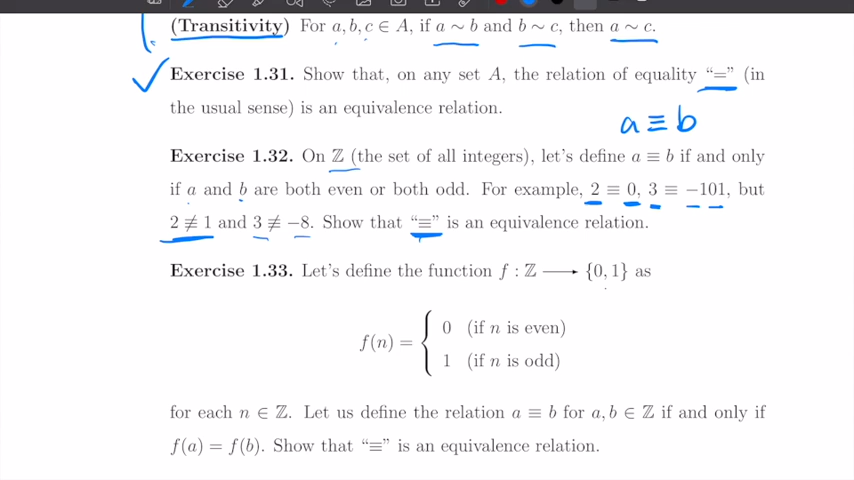 (Transitivity) For a, b, c ∈ A, if a ∼ b and b ∼ c, then a ∼ c.
Exercise 1.31. Show that, on any set A, the relation of equality “=” (in
the usual sense) is an equivalence relation.
a ≡ b
Exercise 1.32. On ℤ (the set of all integers), let's define a ≡ b if and only
if a and b are both even or both odd. For example, 2 ≡ 0, 3 ≡ −101, but
2 ≢ 1 and 3 ≢ −8. Show that “≡” is an equivalence relation.
Exercise 1.33. Let's define the function f : ℤ ⟶ {0, 1} as
f(n) = { 0 (if n is even)
1 (if n is odd)
for each n ∈ ℤ. Let us define the relation a ≡ b for a, b ∈ ℤ if and only if
f(a) = f(b). Show that “≡” is an equivalence relation.